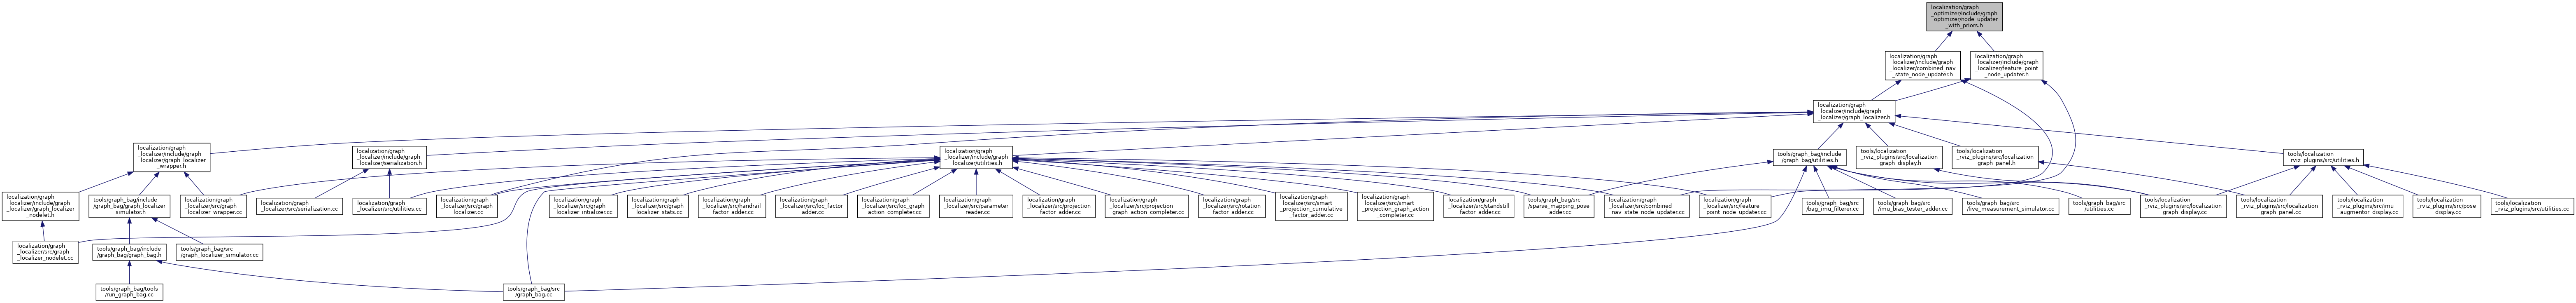 localization/graph
_optimizer/include/graph
_optimizer/node_updater
_with_priors.h
localization/graph
_localizer/include/graph
_localizer/combined_nav
_state_node_updater.h
localization/graph
_localizer/include/graph
_localizer/feature_point
_node_updater.h
localization/graph
_localizer/include/graph
_localizer/graph_localizer.h
localization/graph
_localizer/include/graph
_localizer/graph_localizer
_wrapper.h
localization/graph
_localizer/include/graph
_localizer/serialization.h
localization/graph
_localizer/include/graph
_localizer/utilities.h
tools/graph_bag/include
/graph_bag/utilities.h
tools/localization
_rviz_plugins/src/localization
_graph_display.h
tools/localization
_rviz_plugins/src/localization
_graph_panel.h
tools/localization
_rviz_plugins/src/utilities.h
localization/graph
_localizer/include/graph
_localizer/graph_localizer
_nodelet.h
tools/graph_bag/include
/graph_bag/graph_localizer
_simulator.h
localization/graph
_localizer/src/graph
_localizer_wrapper.cc
localization/graph
_localizer/src/serialization.cc
localization/graph
_localizer/src/utilities.cc
localization/graph
_localizer/src/graph
_localizer.cc
localization/graph
_localizer/src/graph
_localizer_intializer.cc
localization/graph
_localizer/src/graph
_localizer_stats.cc
localization/graph
_localizer/src/handrail
_factor_adder.cc
localization/graph
_localizer/src/loc_factor
_adder.cc
localization/graph
_localizer/src/loc_graph
_action_completer.cc
localization/graph
_localizer/src/parameter
_reader.cc
localization/graph
_localizer/src/projection
_factor_adder.cc
localization/graph
_localizer/src/projection
_graph_action_completer.cc
localization/graph
_localizer/src/rotation
_factor_adder.cc
localization/graph
_localizer/src/smart
_projection_cumulative
_factor_adder.cc
localization/graph
_localizer/src/smart
_projection_graph_action
_completer.cc
localization/graph
_localizer/src/standstill
_factor_adder.cc
tools/graph_bag/src
/sparse_mapping_pose
_adder.cc
localization/graph
_localizer/src/combined
_nav_state_node_updater.cc
localization/graph
_localizer/src/feature
_point_node_updater.cc
tools/graph_bag/src
/bag_imu_filterer.cc
tools/graph_bag/src
/imu_bias_tester_adder.cc
tools/graph_bag/src
/live_measurement_simulator.cc
tools/graph_bag/src
/utilities.cc
tools/localization
_rviz_plugins/src/localization
_graph_display.cc
tools/localization
_rviz_plugins/src/localization
_graph_panel.cc
tools/localization
_rviz_plugins/src/imu
_augmentor_display.cc
tools/localization
_rviz_plugins/src/pose
_display.cc
tools/localization
_rviz_plugins/src/utilities.cc
localization/graph
_localizer/src/graph
_localizer_nodelet.cc
tools/graph_bag/include
/graph_bag/graph_bag.h
tools/graph_bag/src
/graph_localizer_simulator.cc
tools/graph_bag/tools
/run_graph_bag.cc
tools/graph_bag/src
/graph_bag.cc